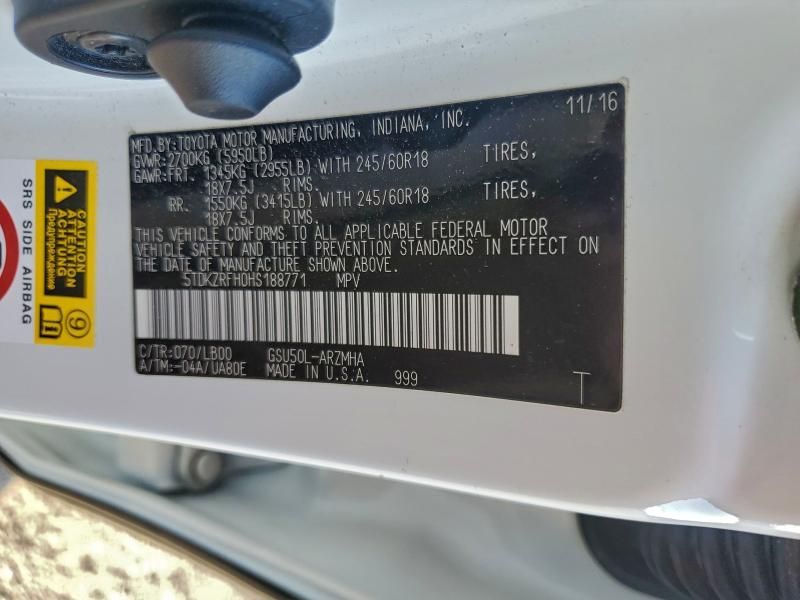 11/16
MFD.BY:TOYOTA MOTOR MANUFACTURING, INDIANA, INC.
GVWR:2700KG (5950LB)
GAWR:FRT. 1345KG (2955LB) WITH 245/60R18 TIRES,
18X7.5J RIMS.
RR. 1550KG (3415LB) WITH 245/60R18 TIRES,
18X7.5J RIMS.
THIS VEHICLE CONFORMS TO ALL APPLICABLE FEDERAL MOTOR
VEHICLE SAFETY AND THEFT PREVENTION STANDARDS IN EFFECT ON
THE DATE OF MANUFACTURE SHOWN ABOVE.
5TDKZRFH0HS188771 MPV
C/TR:070/LB00 GSU50L-ARZMHA
A/TM:-04A/UA80E MADE IN U.S.A. 999
T
SRS SIDE AIRBAG
CAUTION
ATTENTION
ACHTUNG
Предупреждение
9